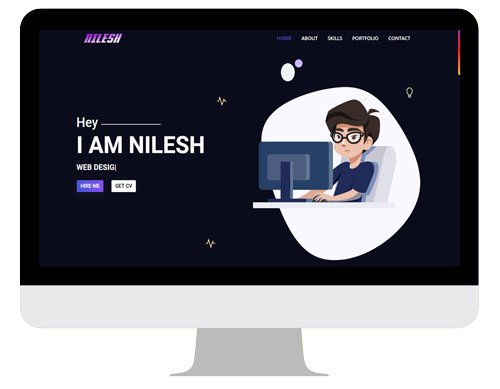 NILESH
HOME ABOUT SKILLS PORTFOLIO CONTACT
Hey
I AM NILESH
WEB DESIG|
HIRE ME GET CV